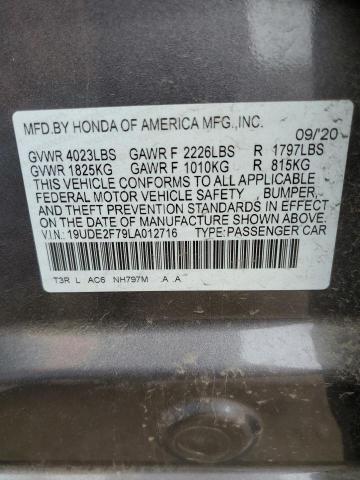 MFD.BY HONDA OF AMERICA MFG.,INC.
09/'20
GVWR 4023LBS GAWR F 2226LBS R 1797LBS
GVWR 1825KG GAWR F 1010KG R 815KG
THIS VEHICLE CONFORMS TO ALL APPLICABLE
FEDERAL MOTOR VEHICLE SAFETY, BUMPER,
AND THEFT PREVENTION STANDARDS IN EFFECT
ON THE DATE OF MANUFACTURE SHOWN ABOVE.
V.I.N: 19UDE2F79LA012716 TYPE:PASSENGER CAR
T3R L AC6 NH797M A A